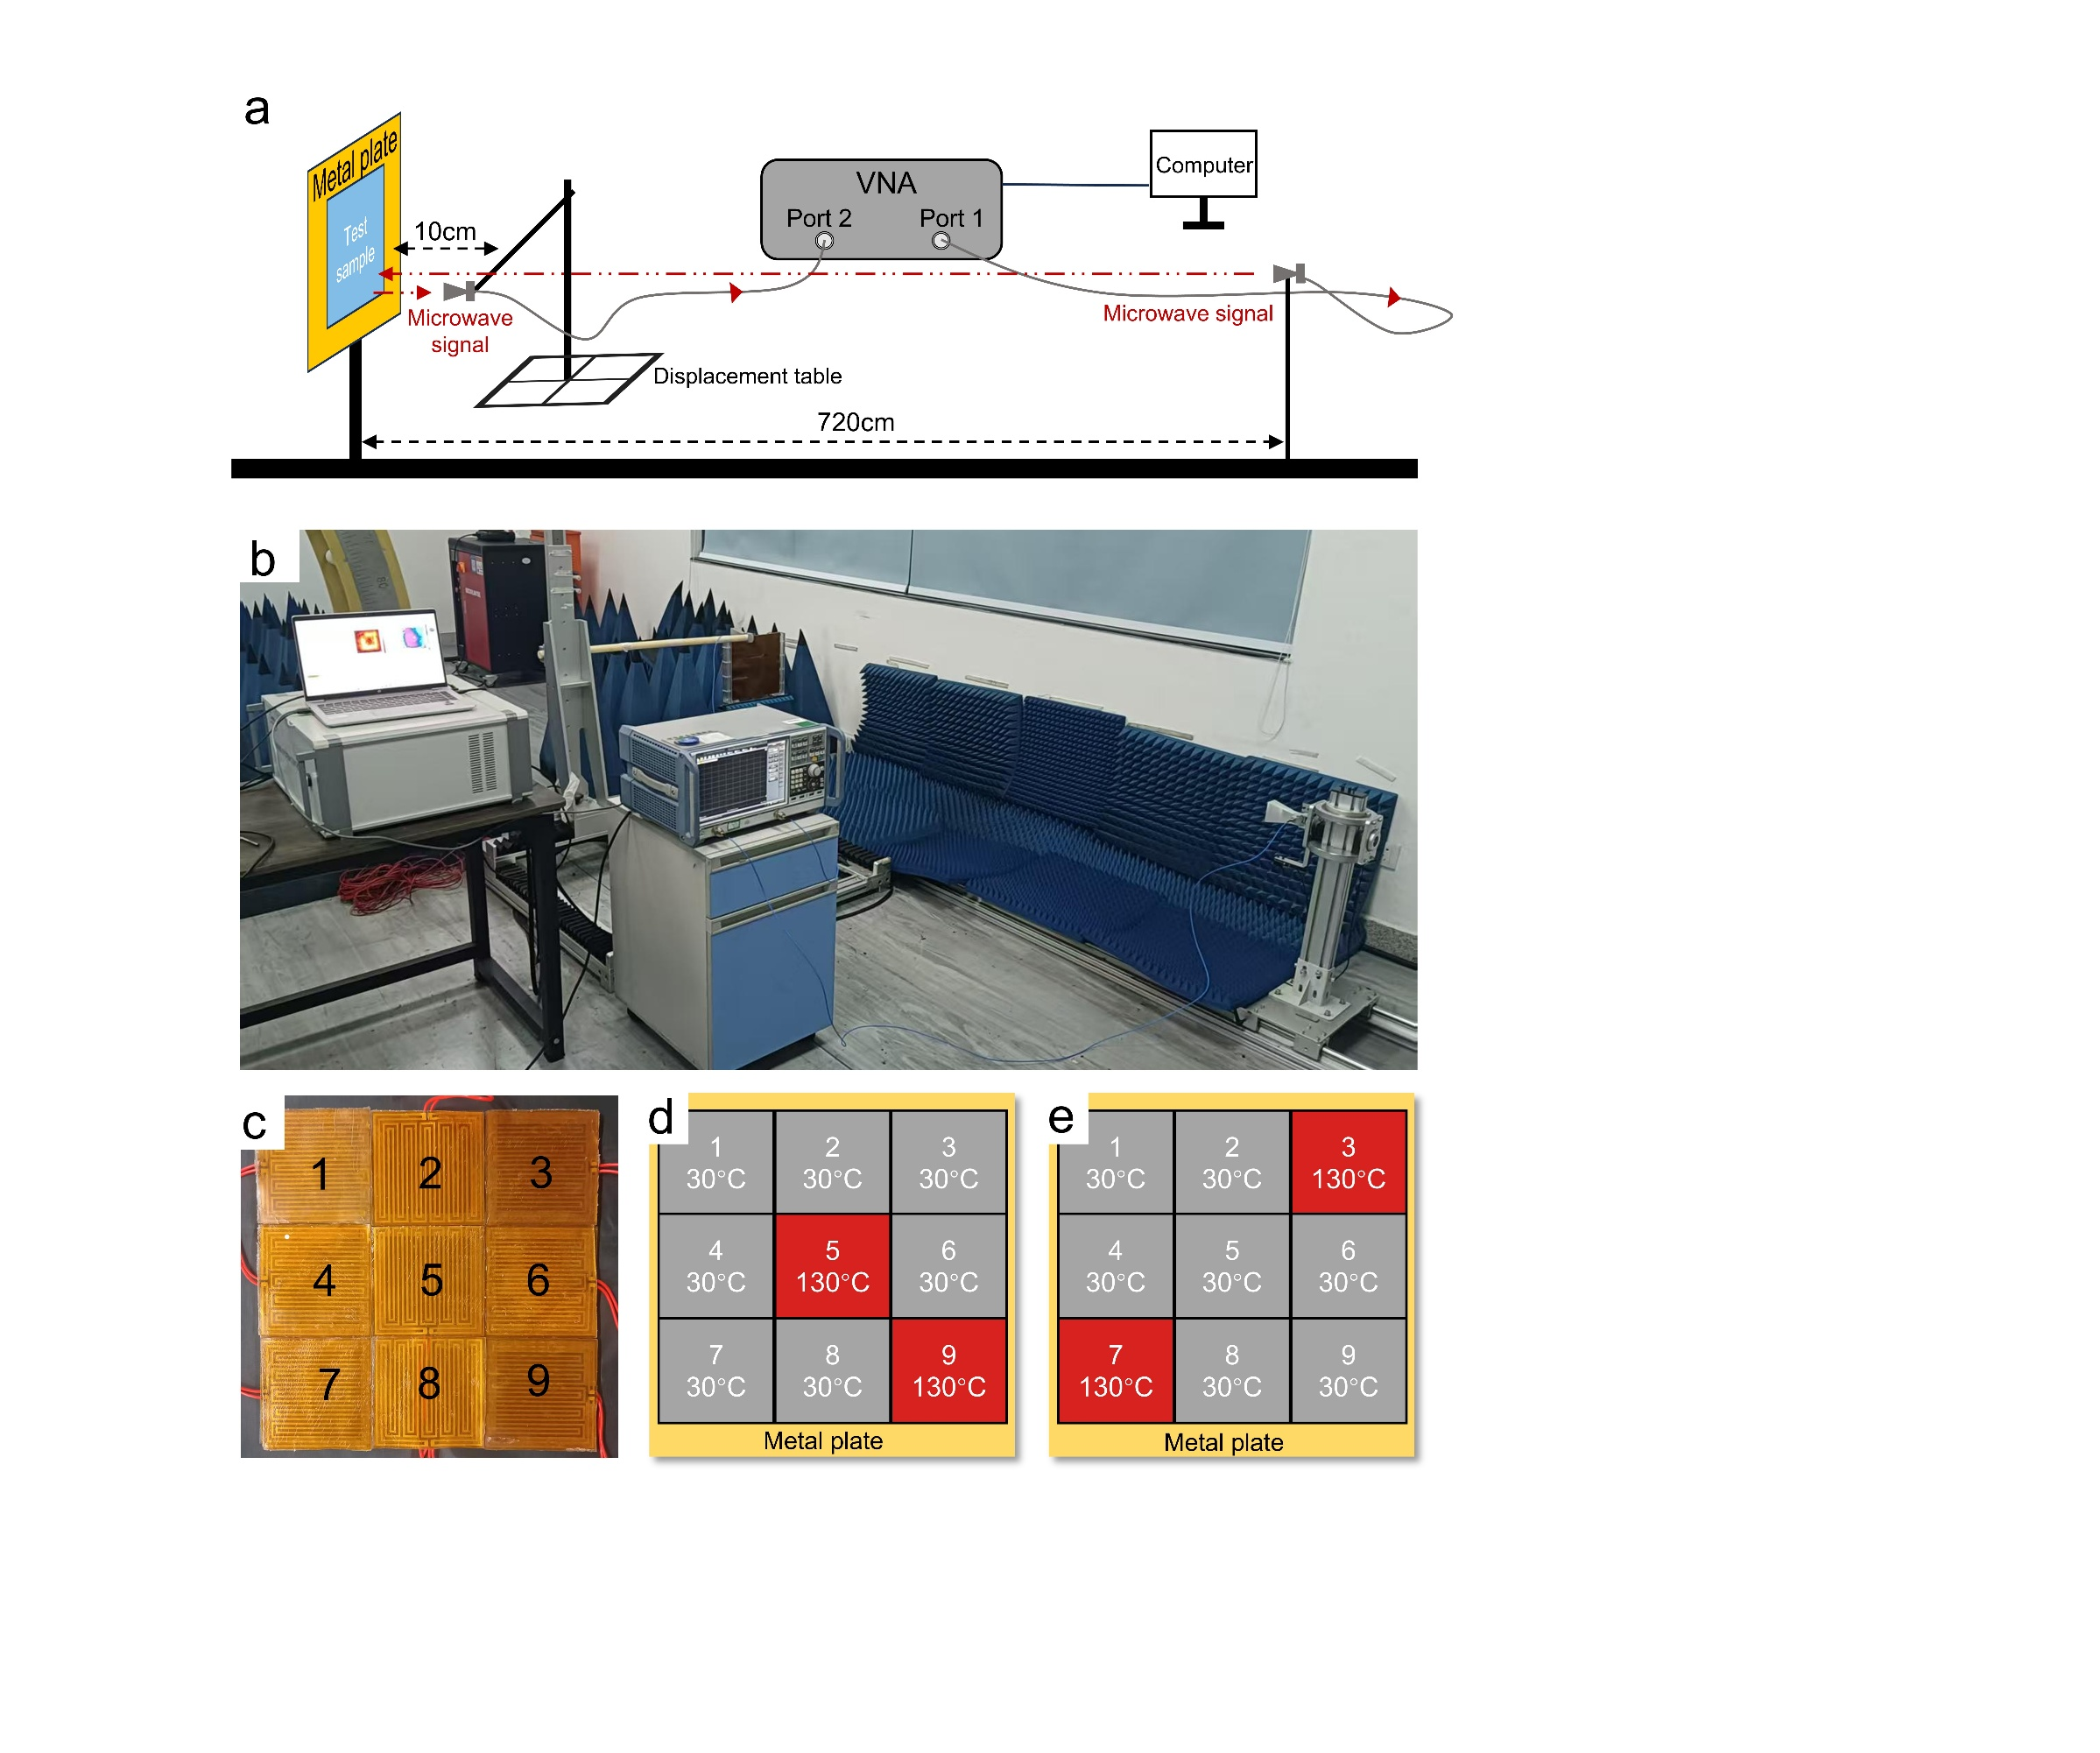 a
Metal plate
Test
sample
10cm
VNA
Port 2
Port 1
Computer
Microwave
signal
Microwave signal
Displacement table
720cm
b
c
1
2
3
4
5
6
7
8
9
d
1
30°C
2
30°C
3
30°C
4
30°C
5
130°C
6
30°C
7
30°C
8
30°C
9
130°C
Metal plate
e
1
30°C
2
30°C
3
130°C
4
30°C
5
30°C
6
30°C
7
130°C
8
30°C
9
30°C
Metal plate